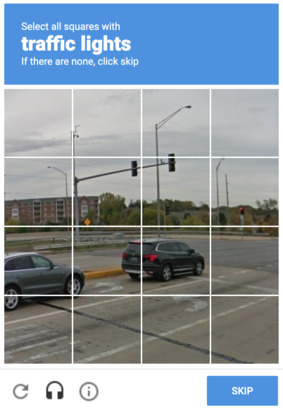 Select all squares with
traffic lights
If there are none, click skip
SKIP